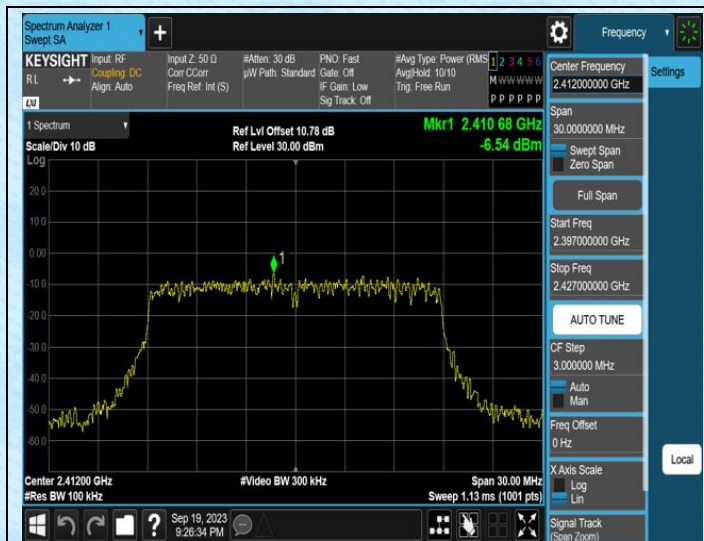 Spectrum Analyzer 1
Swept SA
Frequency
KEYSIGHT
RL
LXI
Input: RF
Coupling: DC
Align: Auto
Input Z: 50 Ω
Corr CCorr
Freq Ref: Int (S)
#Atten: 30 dB
µW Path: Standard
PNO: Fast
Gate: Off
IF Gain: Low
Sig Track: Off
#Avg Type: Power (RMS)
Avg|Hold: 10/10
Trig: Free Run
1 2 3 4 5 6
M W W W W W
P P P P P P
1 Spectrum
Scale/Div 10 dB
Log
Ref Lvl Offset 10.78 dB
Ref Level 30.00 dBm
Mkr1 2.410 68 GHz
-6.54 dBm
20.0
10.0
0.00
1
-10.0
-20.0
-30.0
-40.0
-50.0
-60.0
Center 2.41200 GHz
#Res BW 100 kHz
#Video BW 300 kHz
Span 30.00 MHz
Sweep 1.13 ms (1001 pts)
?
Sep 19, 2023
9:26:34 PM
Center Frequency
2.412000000 GHz
Settings
Span
30.0000000 MHz
Swept Span
Zero Span
Full Span
Start Freq
2.397000000 GHz
Stop Freq
2.427000000 GHz
AUTO TUNE
CF Step
3.000000 MHz
Auto
Man
Freq Offset
0 Hz
Local
X Axis Scale
Log
Lin
Signal Track
(Span Zoom)